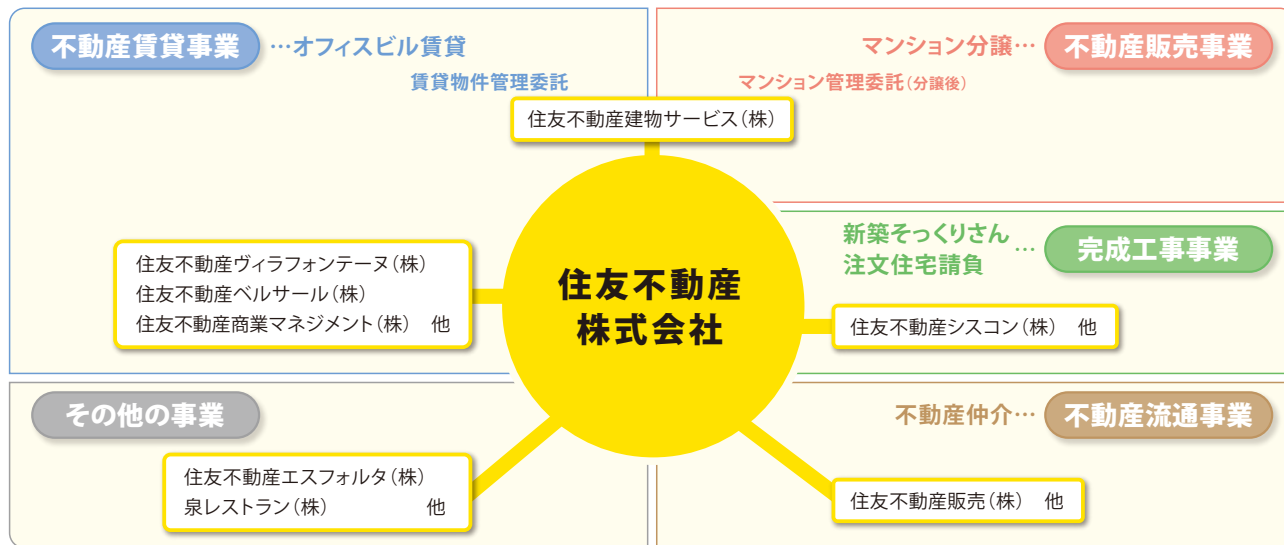 不動産賃貸事業 …オフィスビル賃貸
賃貸物件管理委託
マンション分譲… 不動産販売事業
マンション管理委託(分譲後)
住友不動産建物サービス(株)
新築そっくりさん
注文住宅請負
… 完成工事事業
住友不動産ヴィラフォンテーヌ(株)
住友不動産ベルサール(株)
住友不動産商業マネジメント(株) 他
住友不動産
株式会社
住友不動産シスコン(株) 他
その他の事業
不動産仲介… 不動産流通事業
住友不動産エスフォルタ(株)
泉レストラン(株) 他
住友不動産販売(株) 他